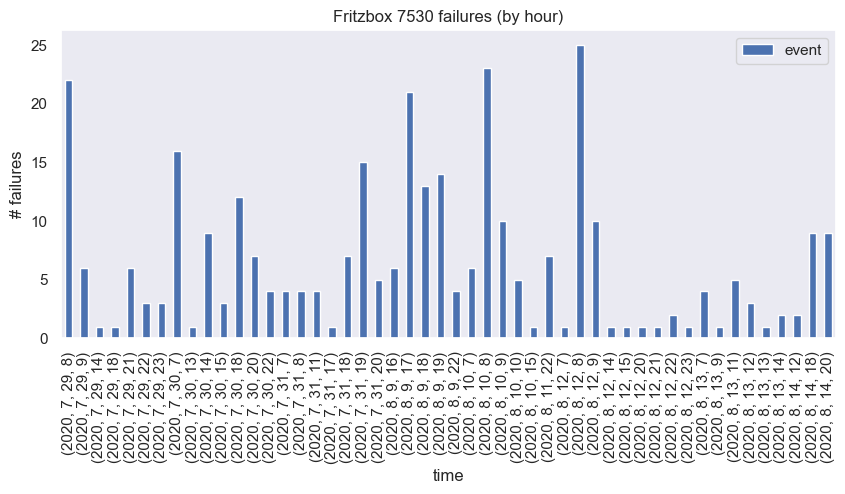 Fritzbox 7530 failures (by hour)
event
# failures
25
20
15
10
5
0
(2020, 7, 29, 8)
(2020, 7, 29, 9)
(2020, 7, 29, 14)
(2020, 7, 29, 18)
(2020, 7, 29, 21)
(2020, 7, 29, 22)
(2020, 7, 29, 23)
(2020, 7, 30, 7)
(2020, 7, 30, 13)
(2020, 7, 30, 14)
(2020, 7, 30, 15)
(2020, 7, 30, 18)
(2020, 7, 30, 20)
(2020, 7, 30, 22)
(2020, 7, 31, 7)
(2020, 7, 31, 8)
(2020, 7, 31, 11)
(2020, 7, 31, 17)
(2020, 7, 31, 18)
(2020, 7, 31, 19)
(2020, 7, 31, 20)
(2020, 8, 9, 16)
(2020, 8, 9, 17)
(2020, 8, 9, 18)
(2020, 8, 9, 19)
(2020, 8, 9, 22)
(2020, 8, 10, 7)
(2020, 8, 10, 8)
(2020, 8, 10, 9)
(2020, 8, 10, 10)
(2020, 8, 10, 15)
(2020, 8, 11, 22)
(2020, 8, 12, 7)
(2020, 8, 12, 8)
(2020, 8, 12, 9)
(2020, 8, 12, 14)
(2020, 8, 12, 15)
(2020, 8, 12, 20)
(2020, 8, 12, 21)
(2020, 8, 12, 22)
(2020, 8, 12, 23)
(2020, 8, 13, 7)
(2020, 8, 13, 9)
(2020, 8, 13, 11)
(2020, 8, 13, 12)
(2020, 8, 13, 13)
(2020, 8, 13, 14)
(2020, 8, 14, 12)
(2020, 8, 14, 18)
(2020, 8, 14, 20)
time